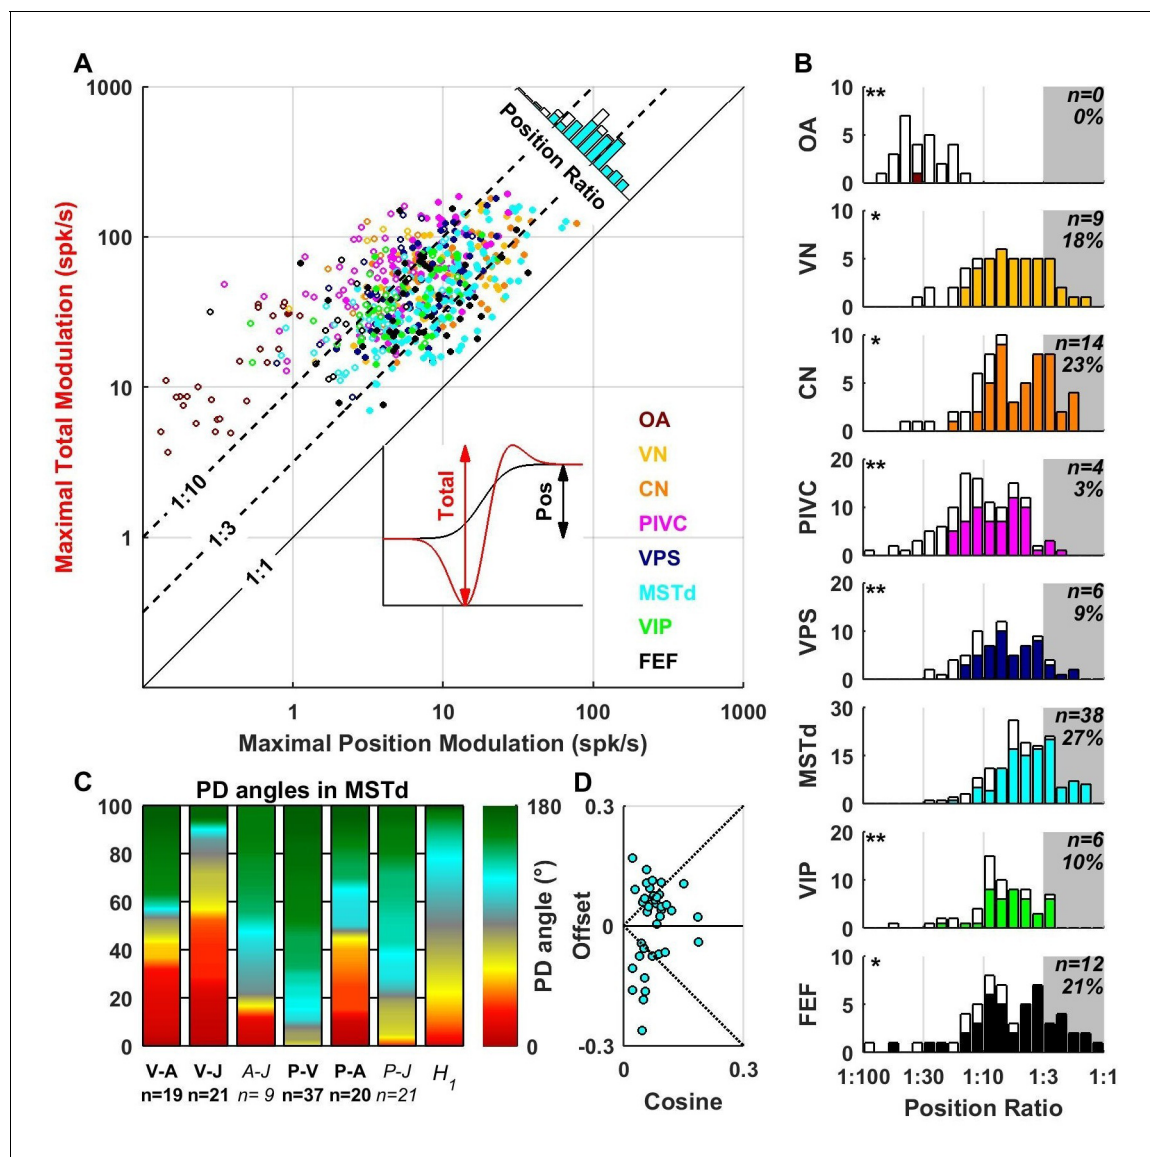 A
Maximal Total Modulation (spk/s)
1000
100
10
1
1:10
1:3
1:1
Position Ratio
Total
Pos
OA
VN
CN
PIVC
VPS
MSTd
VIP
FEF
1
10
100
1000
Maximal Position Modulation (spk/s)
B
OA
10
5
0
**
n=0
0%
VN
10
5
0
*
n=9
18%
CN
10
5
0
*
n=14
23%
PIVC
20
10
0
**
n=4
3%
VPS
20
10
0
**
n=6
9%
MSTd
30
15
0
n=38
27%
VIP
20
10
0
**
n=6
10%
FEF
10
5
0
*
n=12
21%
1:100 1:30 1:10 1:3 1:1
Position Ratio
C
PD angles in MSTd
100
80
60
40
20
0
V-A V-J A-J P-V P-A P-J H1
n=19 n=21 n= 9 n=37 n=20 n=21
180
PD angle (°)
0
D
0.3
Offset
0
-0.3
0 0.3
Cosine